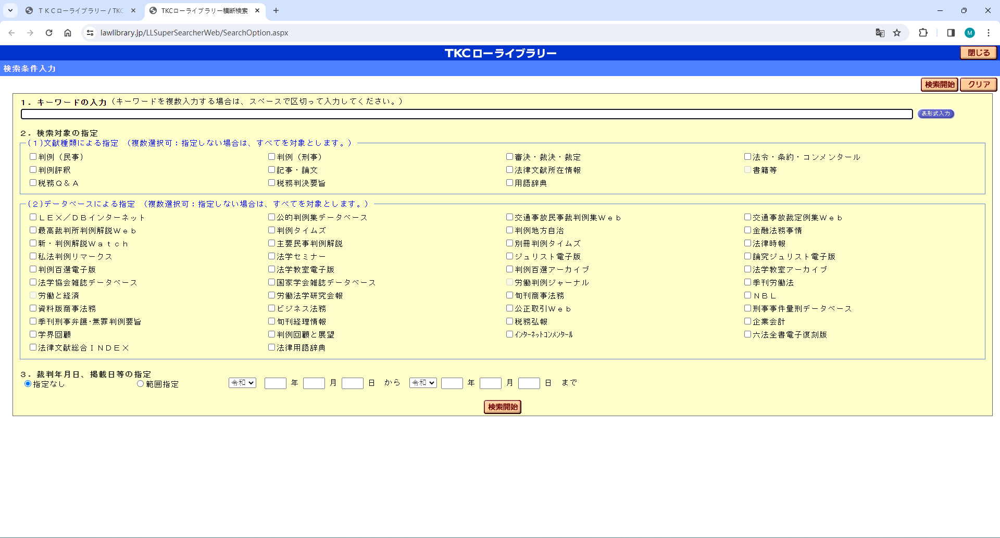 ＴＫＣローライブラリー / TKC
TKCローライブラリー横断検索
lawlibrary.jp/LLSuperSearcherWeb/SearchOption.aspx
M
TKCローライブラリー
閉じる
検索条件入力
検索開始 クリア
１．キーワードの入力（キーワードを複数入力する場合は、スペースで区切って入力してください。）
表形式入力
２．検索対象の指定
(１)文献種類による指定　（複数選択可：指定しない場合は、すべてを対象とします。）
判例（民事） 判例（刑事） 審決・裁決・裁定 法令・条約・コンメンタール
判例評釈 記事・論文 法律文献所在情報 書籍等
税務Ｑ＆Ａ 税務判決要旨 用語辞典
(２)データベースによる指定　（複数選択可：指定しない場合は、すべてを対象とします。）
ＬＥＸ／ＤＢインターネット 公的判例集データベース 交通事故民事裁判例集Ｗｅｂ 交通事故裁定例集Ｗｅｂ
最高裁判所判例解説Ｗｅｂ 判例タイムズ 判例地方自治 金融法務事情
新・判例解説Ｗａｔｃｈ 主要民事判例解説 別冊判例タイムズ 法律時報
私法判例リマークス 法学セミナー ジュリスト電子版 論究ジュリスト電子版
判例百選電子版 法学教室電子版 判例百選アーカイブ 法学教室アーカイブ
法学協会雑誌データベース 国家学会雑誌データベース 労働判例ジャーナル 季刊労働法
労働と経済 労働法学研究会報 旬刊商事法務 ＮＢＬ
資料版商事法務 ビジネス法務 公正取引Ｗｅｂ 刑事事件量刑データベース
季刊刑事弁護･無罪判例要旨 旬刊経理情報 税務弘報 企業会計
学界回顧 判例回顧と展望 ｲﾝﾀｰﾈｯﾄｺﾝﾒﾝﾀｰﾙ 六法全書電子復刻版
法律文献総合ＩＮＤＥＸ 法律用語辞典
３．裁判年月日、掲載日等の指定
指定なし 範囲指定 令和 年 月 日 から 令和 年 月 日 まで
検索開始